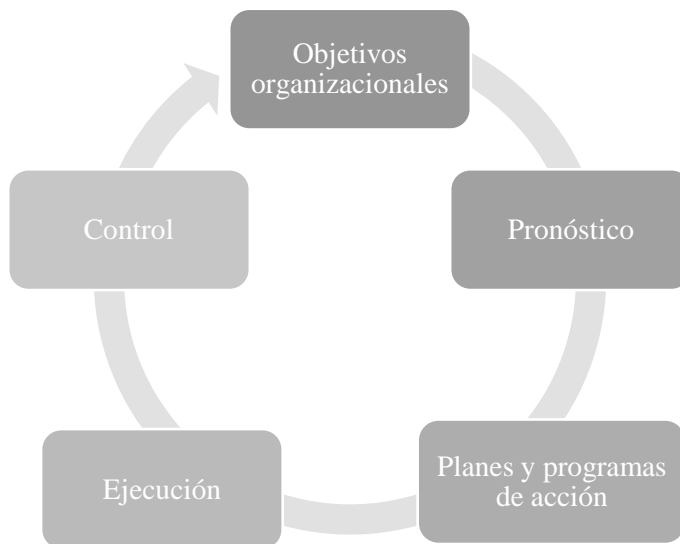 Objetivos
organizacionales
Pronóstico
Planes y programas
de acción
Ejecución
Control